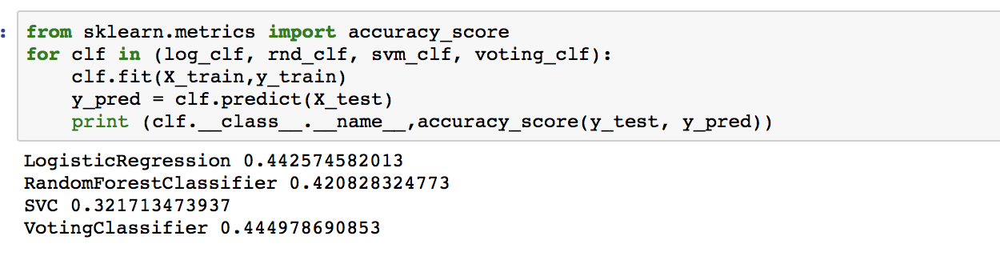 :
from sklearn.metrics import accuracy_score
for clf in (log_clf, rnd_clf, svm_clf, voting_clf):
    clf.fit(X_train,y_train)
    y_pred = clf.predict(X_test)
    print (clf.__class__.__name__,accuracy_score(y_test, y_pred))
LogisticRegression 0.442574582013
RandomForestClassifier 0.420828324773
SVC 0.321713473937
VotingClassifier 0.444978690853